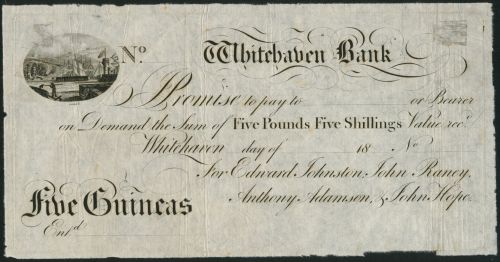 No. Whitehaven Bank
I Promise to pay to or Bearer
on Demand the Sum of Five Pounds Five Shillings Value recd.
Whitehaven day of 18 No
For Edward Johnston, John Raney,
Five Guineas Anthony Adamson, & John Hope.
Entd